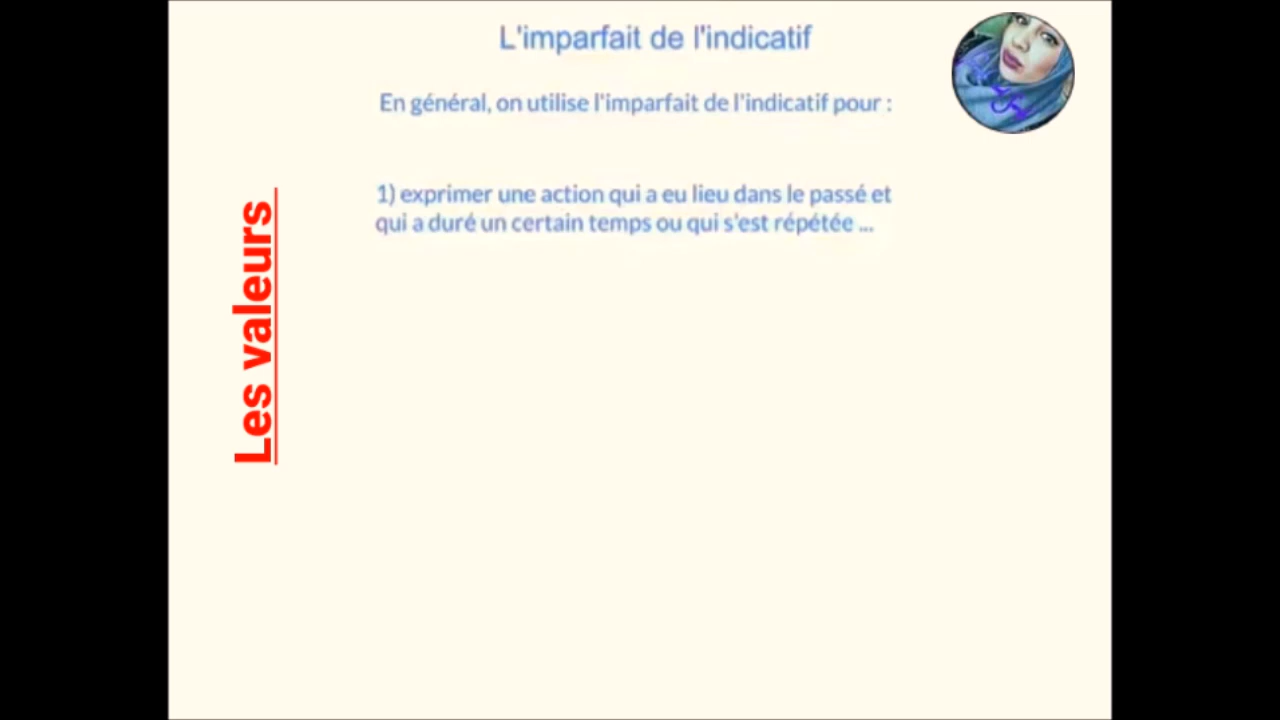 L'imparfait de l'indicatif
En général, on utilise l'imparfait de l'indicatif pour :
1) exprimer une action qui a eu lieu dans le passé et
qui a duré un certain temps ou qui s'est répétée ...
Les valeurs